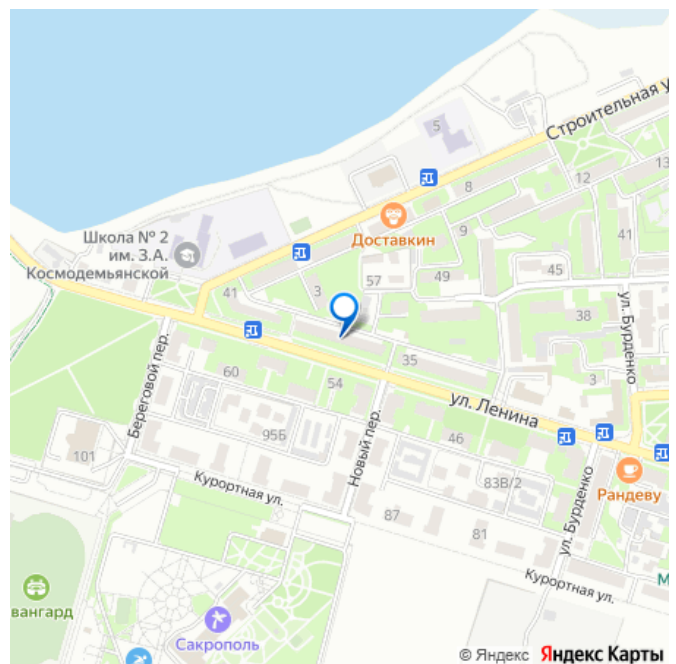 5
Строительная у
8
12
13
Доставкин
9
41
Школа № 2
им. З.А.
Космодемьянской
57
49
45
41
3
38
ул. Бурденко
Береговой пер.
60
54
35
3
ул. Ленина
95Б
Новый пер.
46
101
83В/2
Рандеву
Курортная ул.
87
81
ул. Бурденко
М
Курортная ул.
вангард
Сакрополь
© Яндекс Яндекс Карты